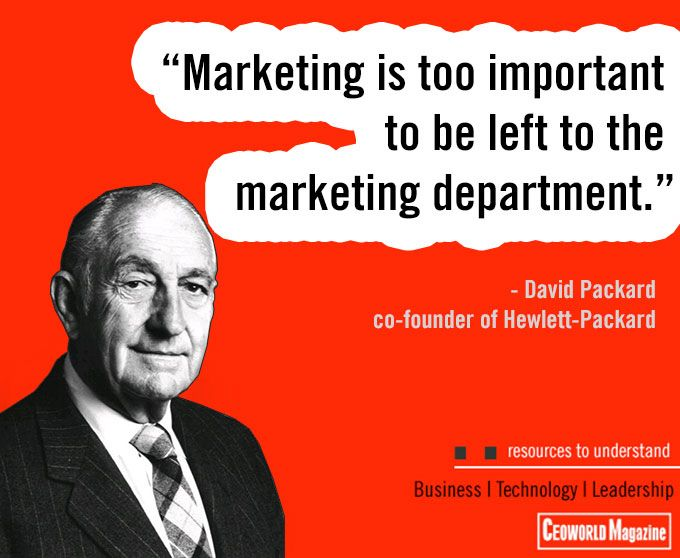 “Marketing is too important
to be left to the
marketing department.”
- David Packard
co-founder of Hewlett-Packard
resources to understand
Business | Technology | Leadership
CEOWORLD Magazine